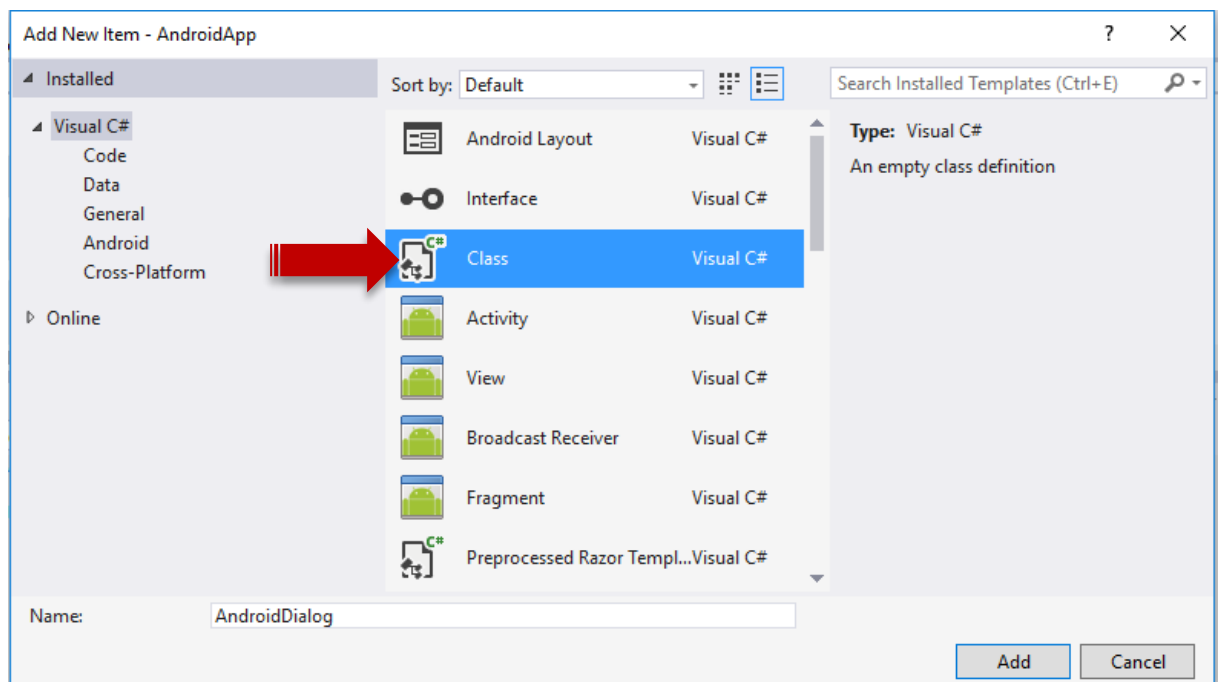 Add New Item - AndroidApp
?
Installed
Sort by: Default
Search Installed Templates (Ctrl+E)
Visual C#
Code
Data
General
Android
Cross-Platform
Online
Android Layout Visual C#
Interface Visual C#
C# Class Visual C#
Activity Visual C#
View Visual C#
Broadcast Receiver Visual C#
Fragment Visual C#
C# Preprocessed Razor Templ...Visual C#
Type: Visual C#
An empty class definition
Name: AndroidDialog
Add Cancel